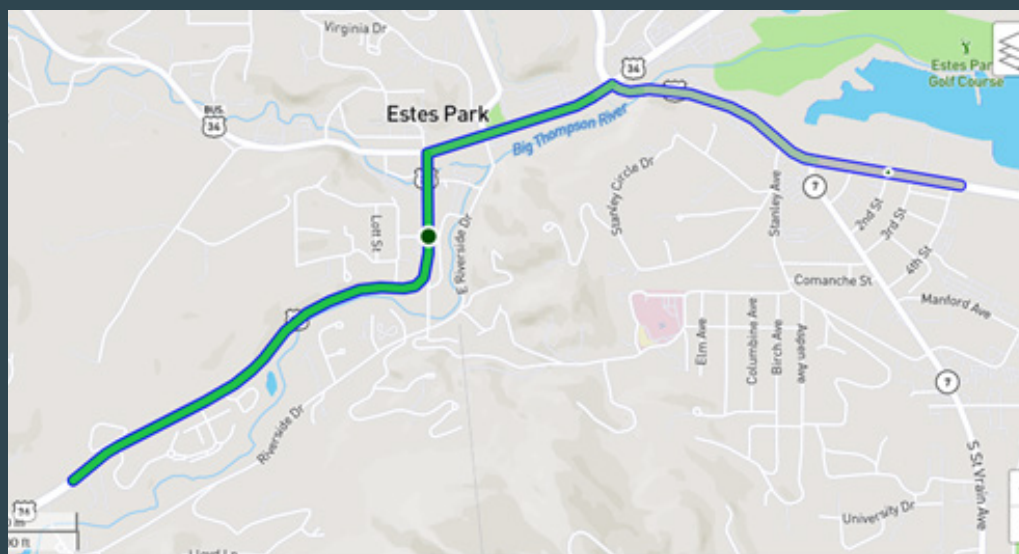 Virginia Dr
34
Estes Park
Golf Course
BUS.
34
Estes Park
Big Thompson River
Stanley Circle Dr
Stanley Ave
7
2nd St
3rd St
4th St
Lott St
E Riverside Dr
Comanche St
Manford Ave
Elm Ave
Columbine Ave
Birch Ave
Aspen Ave
7
Riverside Dr
S St Vrain Ave
University Dr
36